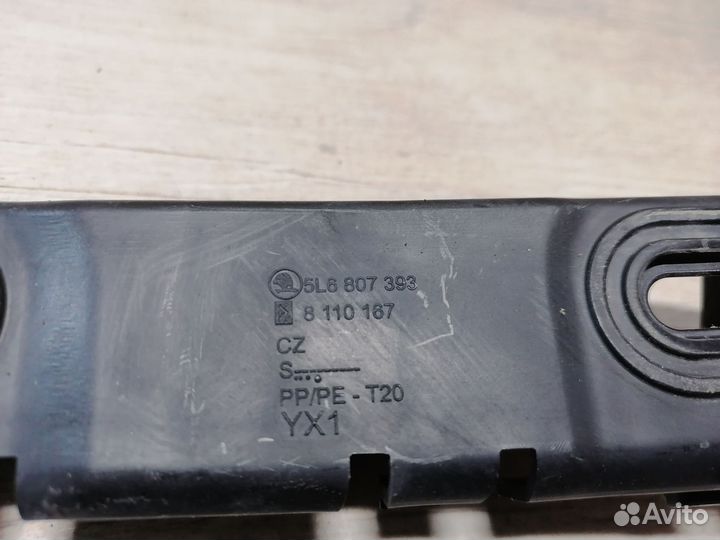 5L6 807 393
8 110 167
CZ
S
PP/PE - T20
YX1
Avito